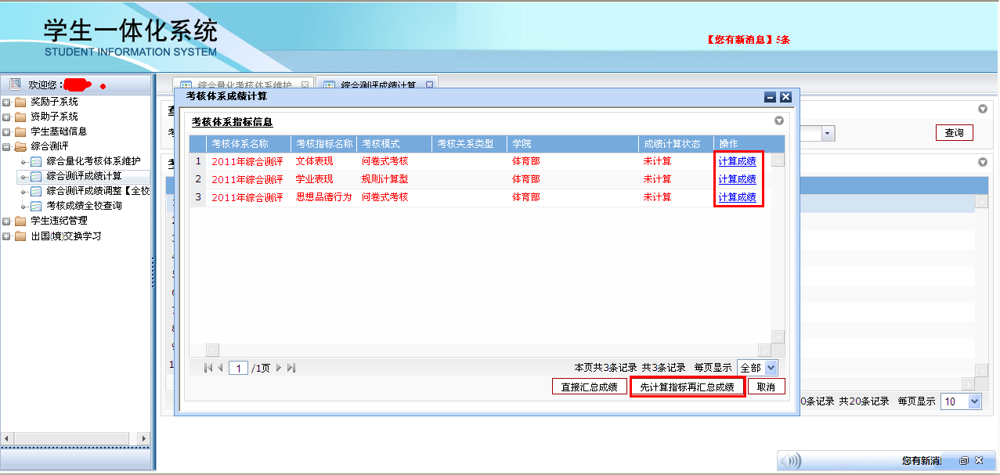 学生一体化系统
STUDENT INFORMATION SYSTEM
【您有新消息】5条
欢迎您：
奖励子系统
资助子系统
学生基础信息
综合测评
综合量化考核体系维护
综合测评成绩计算
综合测评成绩调整【全校
考核成绩全校查询
学生违纪管理
出国(境)交换学习
综合量化考核体系维护
综合测评成绩计算
查询
考核体系成绩计算
考核体系指标信息
考核体系名称 考核指标名称 考核模式 考核关系类型 学院 成绩计算状态 操作
1 2011年综合测评 文体表现 问卷式考核 体育部 未计算 计算成绩
2 2011年综合测评 学业表现 规则计算型 体育部 未计算 计算成绩
3 2011年综合测评 思想品德行为 问卷式考核 体育部 未计算 计算成绩
1 /1页 本页共3条记录 共3条记录 每页显示 全部
直接汇总成绩 先计算指标再汇总成绩 取消
0条记录 共20条记录 每页显示 10
您有新消